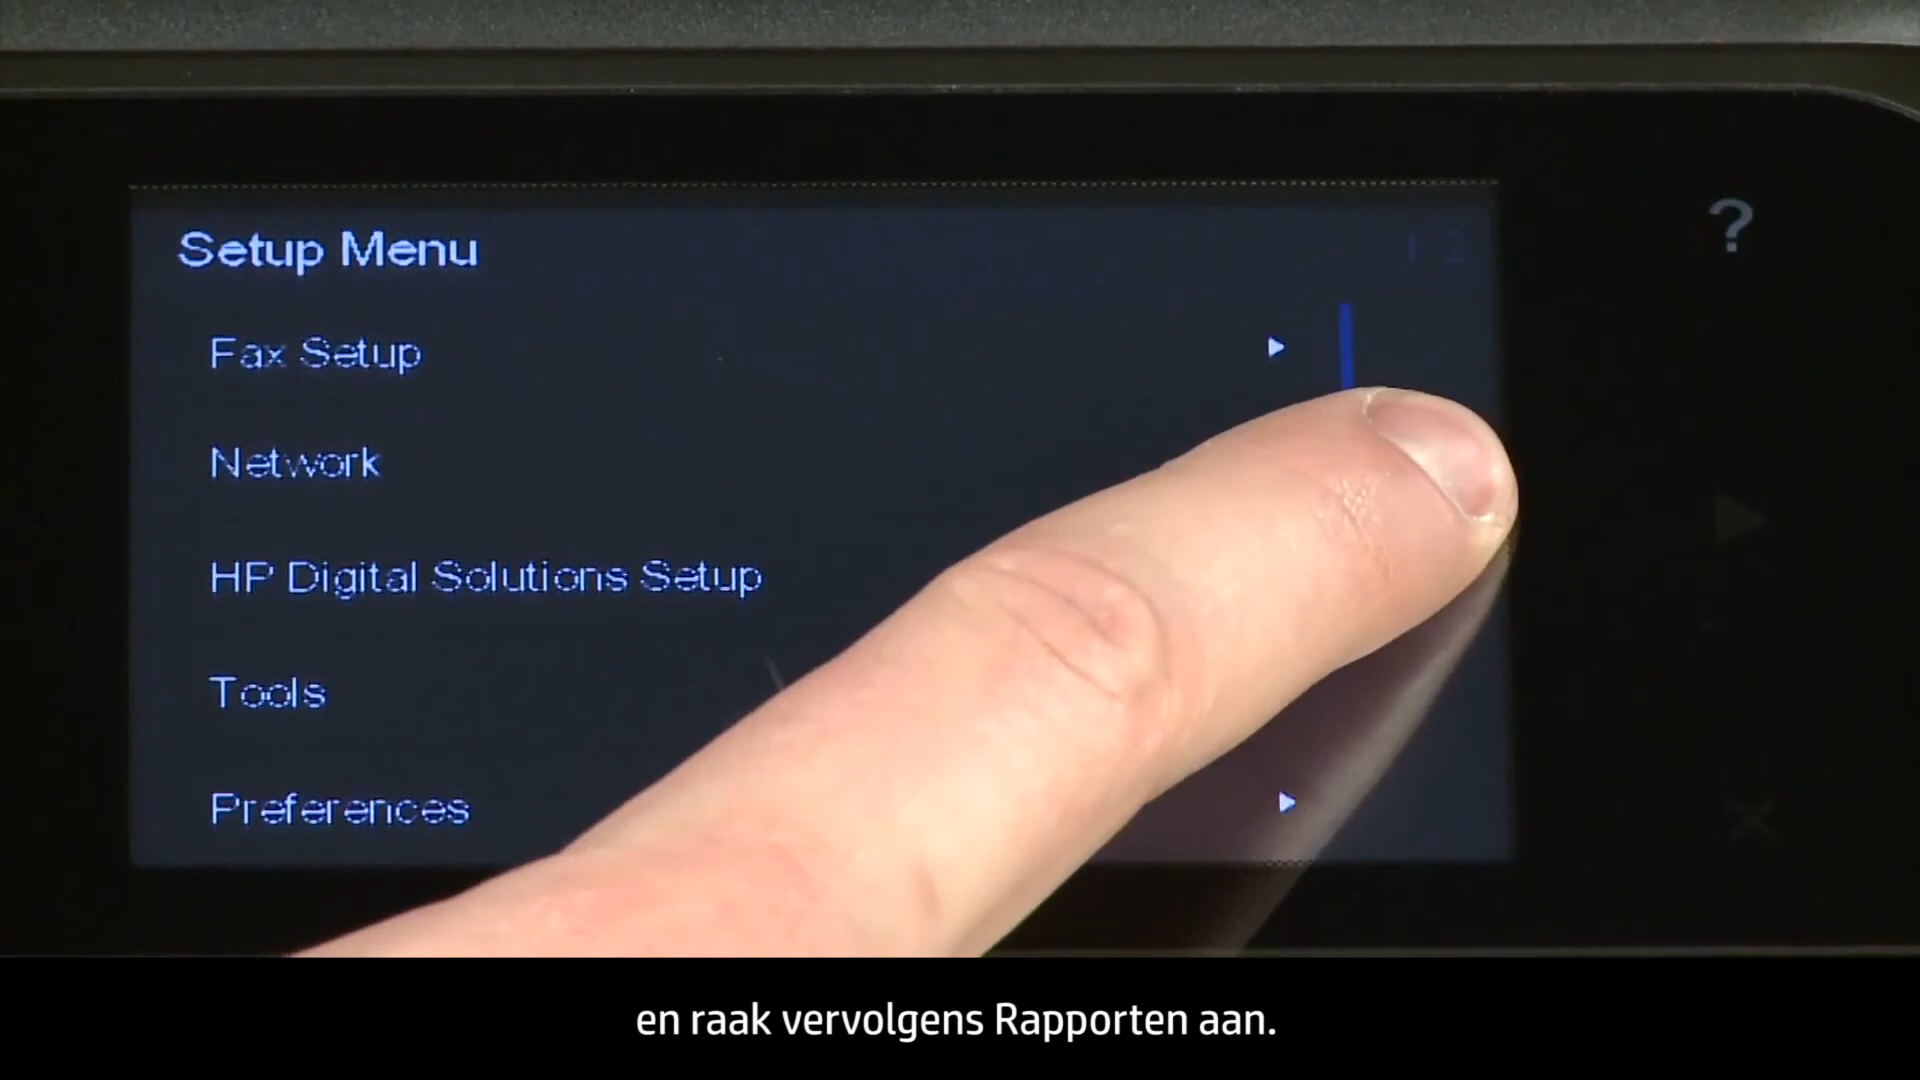 Setup Menu
?
Fax Setup
Network
HP Digital Solutions Setup
Tools
Preferences
en raak vervolgens Rapporten aan.